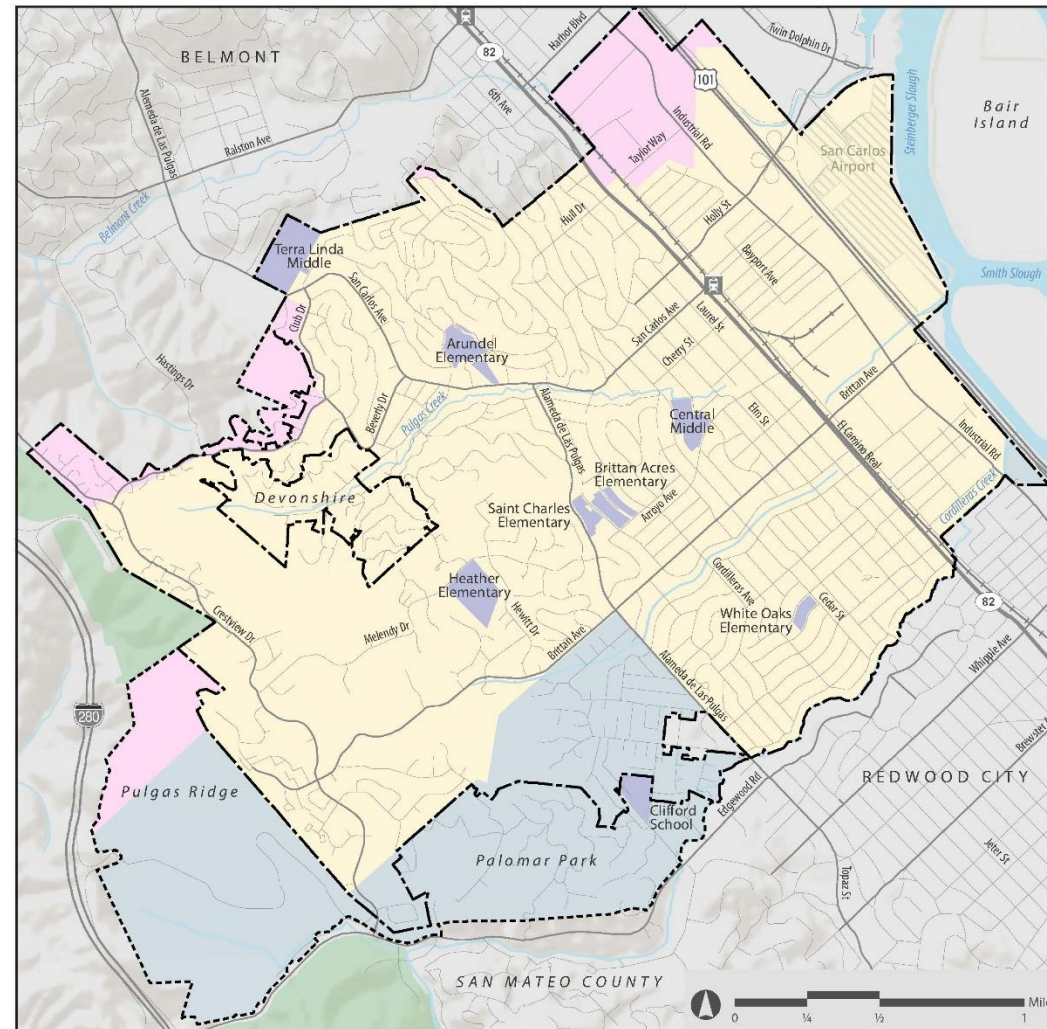 BELMONT
82
Harbor Blvd
Twin Dolphin Dr
101
Alameda de Las Pulgas
6th Ave
Industrial Rd
Steinberger Slough
Bair
Island
Ralston Ave
Taylor Way
San Carlos
Airport
Belmont Creek
Hull Dr
Holly St
Terra Linda
Middle
Bayport Ave
Smith Slough
San Carlos Ave
Club Dr
San Carlos Ave
Laurel St
Arundel
Elementary
Cherry St
Hastings Dr
Beverly Dr
Pulgas Creek
Brittan Ave
Alameda de Las Pulgas
Central
Middle
Elm St
El Camino Real
Industrial Rd
Brittan Acres
Elementary
Devonshire
Saint Charles
Elementary
Arroyo Ave
Cordilleras Creek
Heather
Elementary
Cordilleras Ave
Cedar St
White Oaks
Elementary
82
Hewitt Dr
Crestview Dr
Melendy Dr
Brittan Ave
Whipple Ave
Alameda de Las Pulgas
280
Brewster A
Pulgas Ridge
REDWOOD CITY
Edgewood Rd
Clifford
School
Palomar Park
Jeter St
Topaz St
SAN MATEO COUNTY
Mile
0 ¼ ½ 1